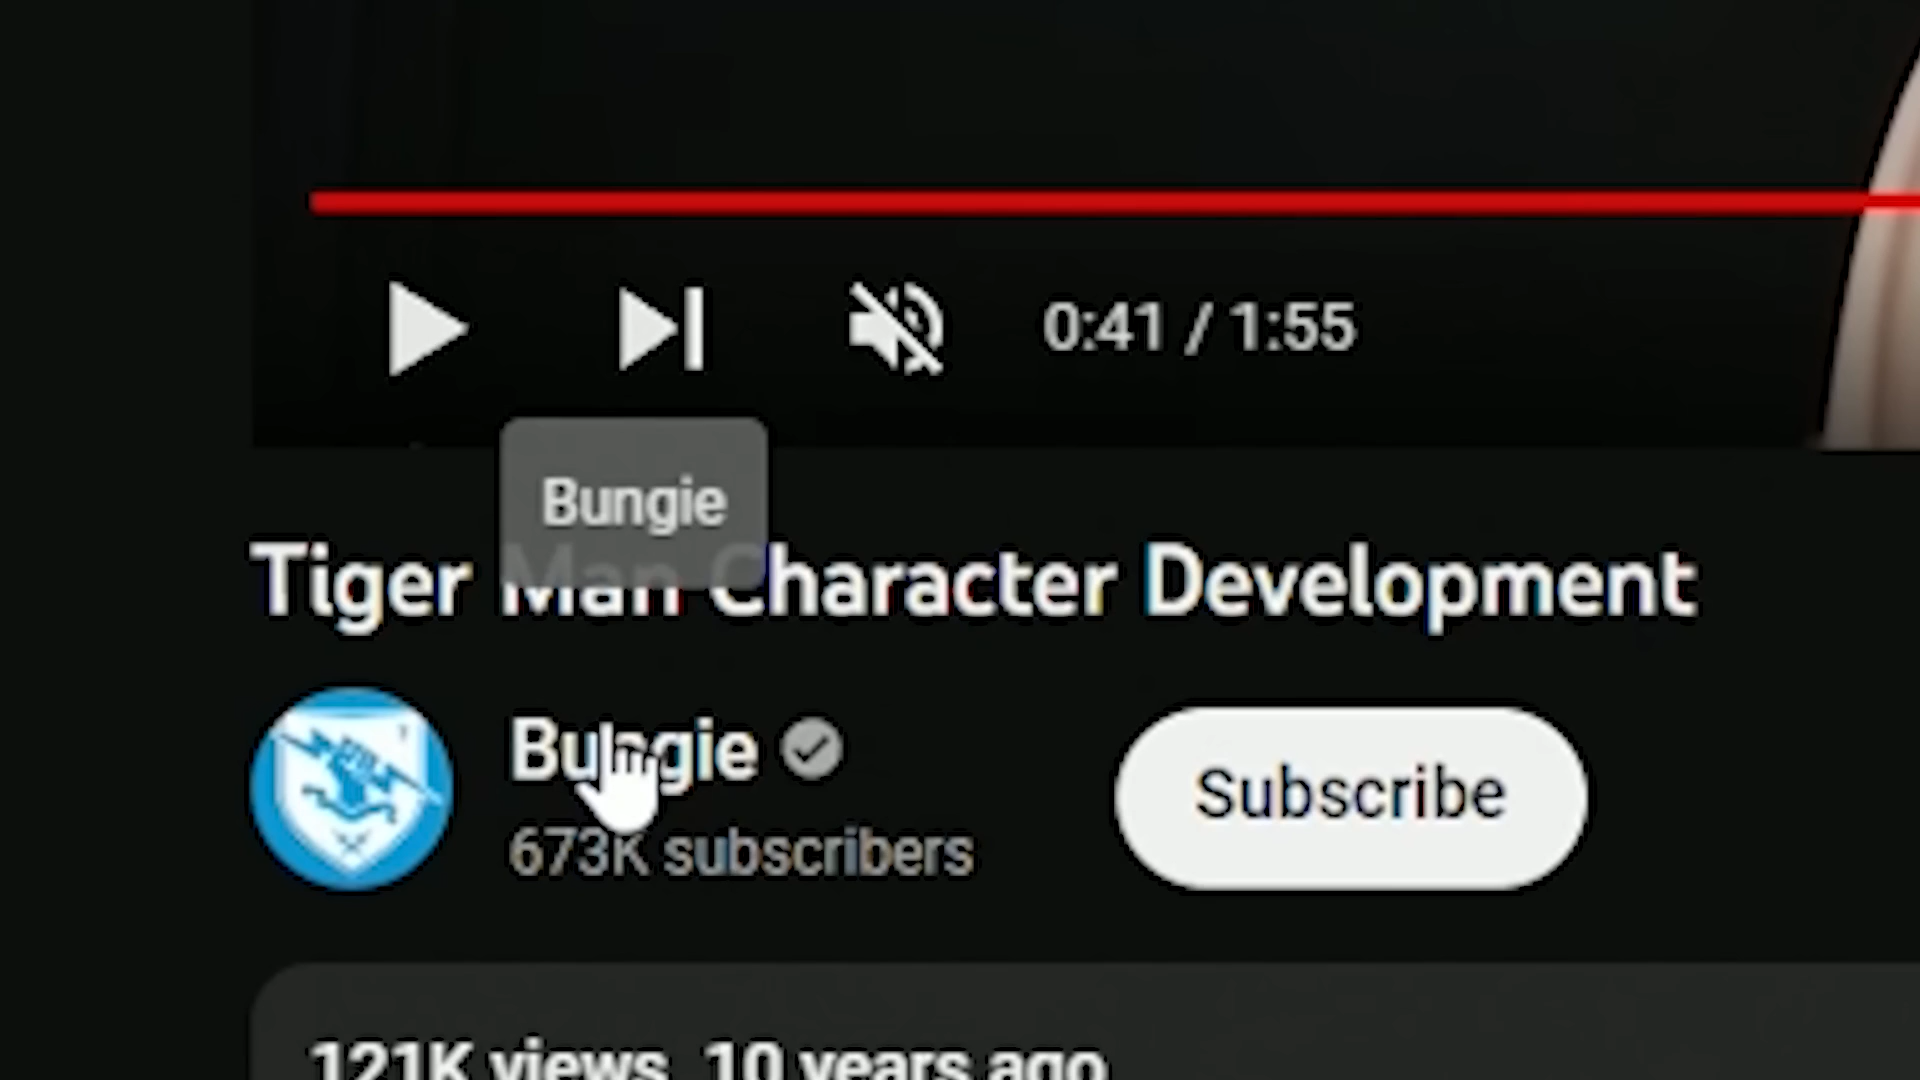 0:41 / 1:55
Bungie
Tiger Man Character Development
Bungie
673K subscribers
Subscribe
121K views 10 years ago